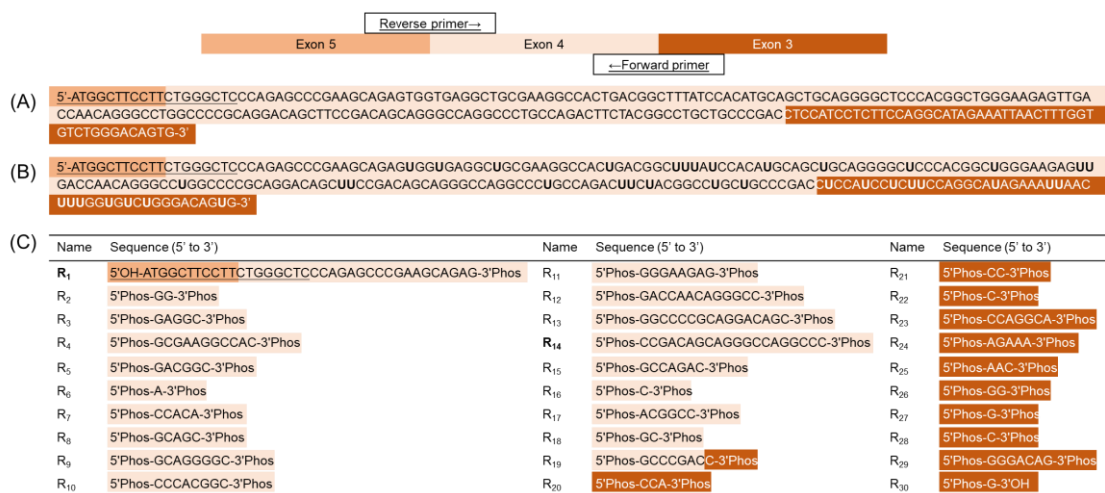 Reverse primer→
Exon 5 Exon 4 Exon 3
←Forward primer
(A)
5'-ATGGCTTCCTTCTGGGCTCCCAGAGCCCGAAGCAGAGTGGTGAGGCTGCGAAGGCCACTGACGGCTTTATCCACATGCAGCTGCAGGGGCTCCCACGGCTGGGAAGAGTTGA
CCAACAGGGCCTGGCCCCGCAGGACAGCTTCCGACAGCAGGGCCAGGCCCTGCCAGACTTCTACGGCCTGCTGCCCGACCTCCATCCTCTTCCAGGCATAGAAATTAACTTTGGT
GTCTGGGACAGTG-3'
(B)
5'-ATGGCTTCCTTCTGGGCTCCCAGAGCCCGAAGCAGAGUGGUGAGGCUGCGAAGGCCACUGACGGCUUUAUCCACAUGCAGCUGCAGGGGCUCCCACGGCUGGGAAGAGUU
GACCAACAGGGCCUGGCCCCGCAGGACAGCUUCCGACAGCAGGGCCAGGCCCUGCCAGACUUCUACGGCCUGCUGCCCGACCUCCAUCCUCUUCCAGGCAUAGAAAUUAAC
UUUGGUGUCUGGGACAGUG-3'
(C)
Name Sequence (5' to 3') Name Sequence (5' to 3') Name Sequence (5' to 3')
R1 5'OH-ATGGCTTCCTTCTGGGCTCCCAGAGCCCGAAGCAGAG-3'Phos R11 5'Phos-GGGAAGAG-3'Phos R21 5'Phos-CC-3'Phos
R2 5'Phos-GG-3'Phos R12 5'Phos-GACCAACAGGGCC-3'Phos R22 5'Phos-C-3'Phos
R3 5'Phos-GAGGC-3'Phos R13 5'Phos-GGCCCCGCAGGACAGC-3'Phos R23 5'Phos-CCAGGCA-3'Phos
R4 5'Phos-GCGAAGGCCAC-3'Phos R14 5'Phos-CCGACAGCAGGGCCAGGCCC-3'Phos R24 5'Phos-AGAAA-3'Phos
R5 5'Phos-GACGGC-3'Phos R15 5'Phos-GCCAGAC-3'Phos R25 5'Phos-AAC-3'Phos
R6 5'Phos-A-3'Phos R16 5'Phos-C-3'Phos R26 5'Phos-GG-3'Phos
R7 5'Phos-CCACA-3'Phos R17 5'Phos-ACGGCC-3'Phos R27 5'Phos-G-3'Phos
R8 5'Phos-GCAGC-3'Phos R18 5'Phos-GC-3'Phos R28 5'Phos-C-3'Phos
R9 5'Phos-GCAGGGGC-3'Phos R19 5'Phos-GCCCGACC-3'Phos R29 5'Phos-GGGACAG-3'Phos
R10 5'Phos-CCCACGGC-3'Phos R20 5'Phos-CCA-3'Phos R30 5'Phos-G-3'OH